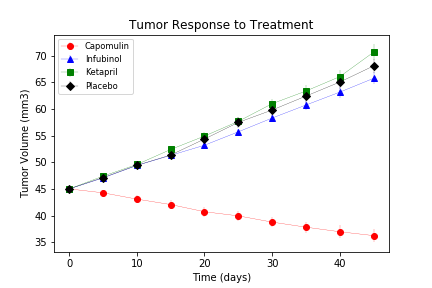 Tumor Response to Treatment
Capomulin
Infubinol
Ketapril
Placebo
Tumor Volume (mm3)
70
65
60
55
50
45
40
35
0 10 20 30 40
Time (days)